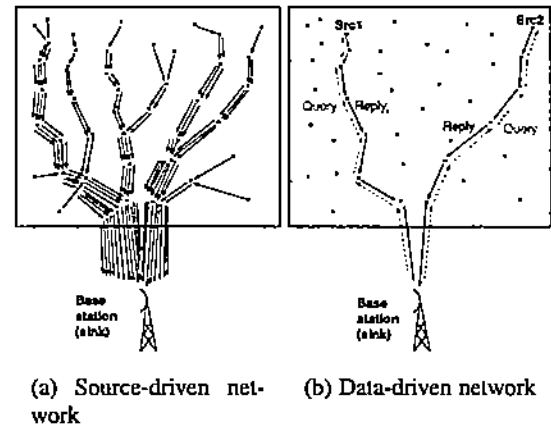 Src1
Src2
Query
Reply
Reply
Query
Base
station
(sink)
Base
station
(sink)
(a) Source-driven net-
work
(b) Data-driven network